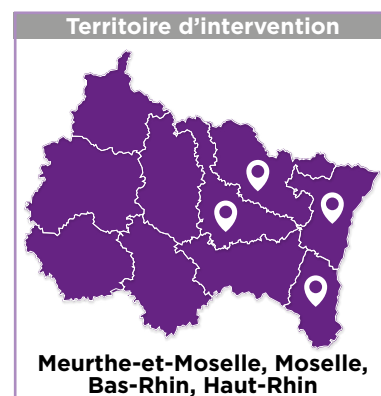 Territoire d’intervention
Meurthe-et-Moselle, Moselle,
Bas-Rhin, Haut-Rhin